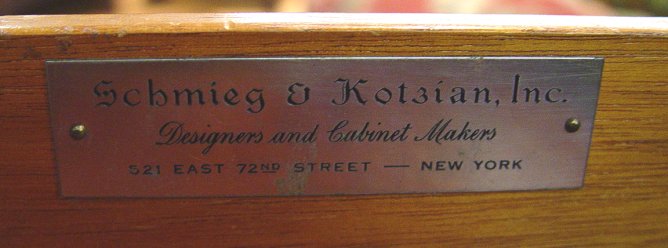 Schmieg & Kotzian, Inc.
Designers and Cabinet Makers
521 EAST 72ND STREET — NEW YORK